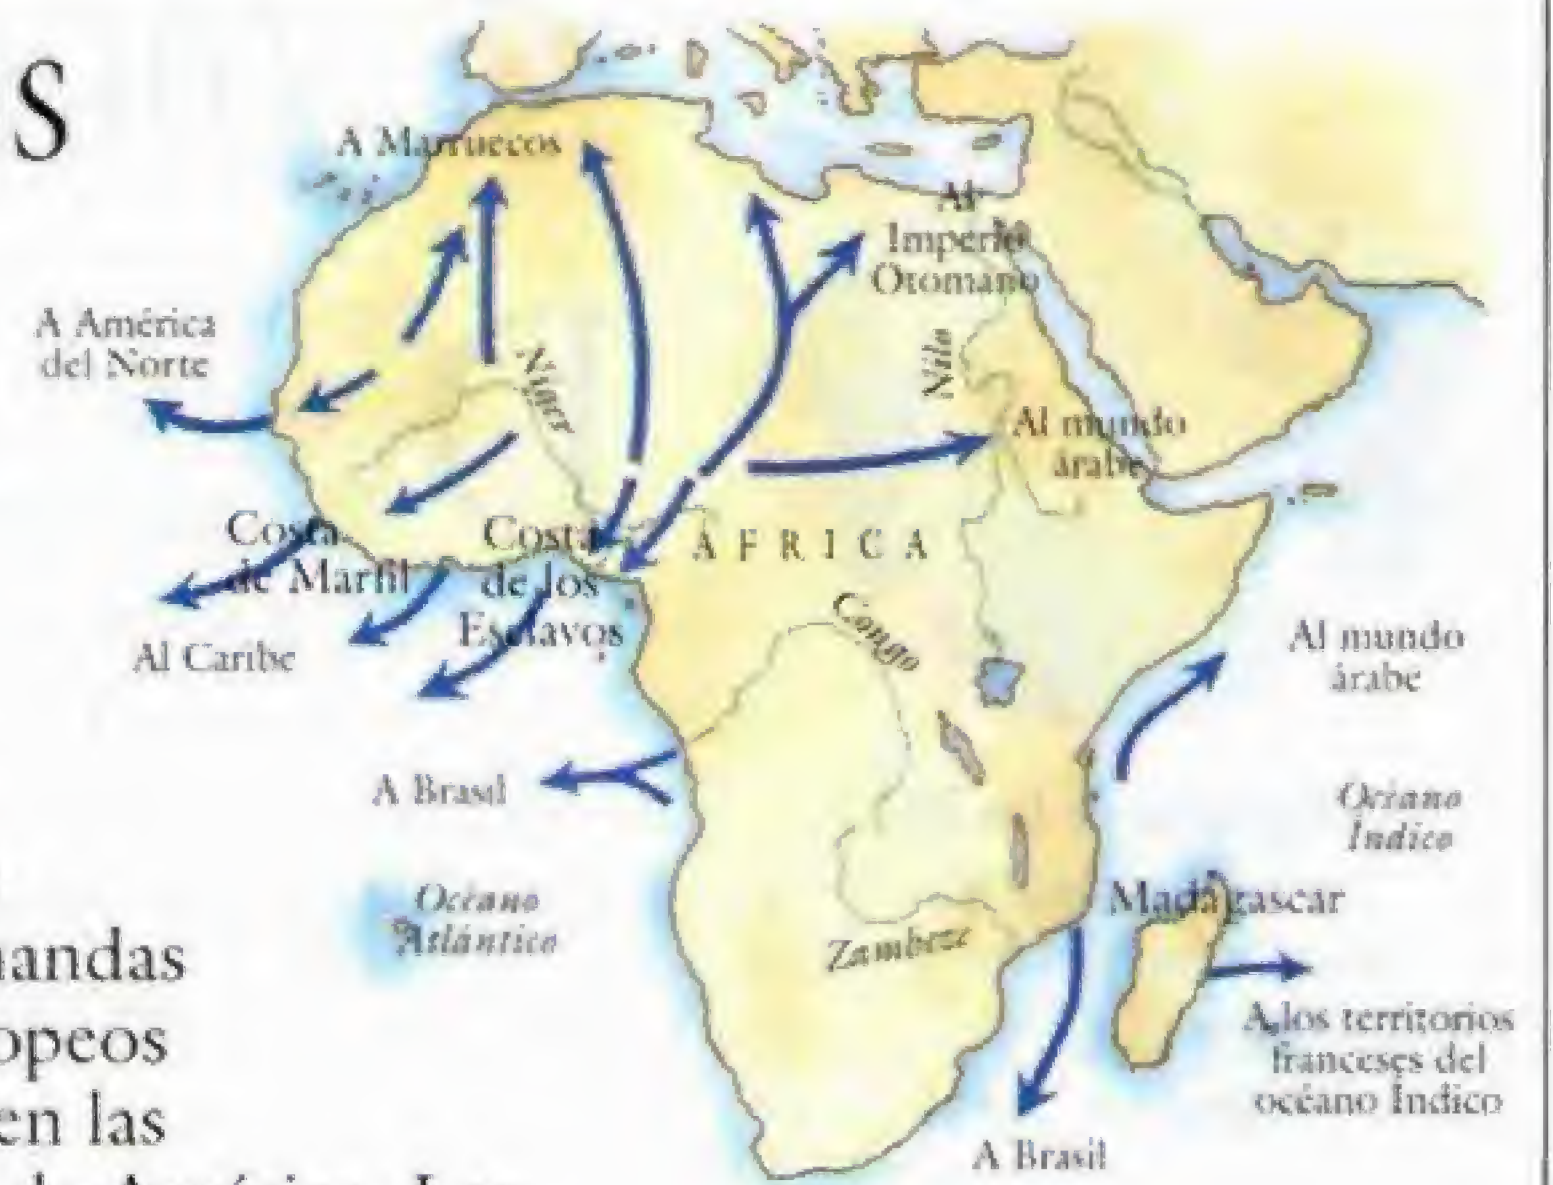 S
A Marruecos
Al
Imperio
Otomano
A América
del Norte
Níger
Nilo
Al mundo
árabe
Costa
de Marfil
Costa
de los
Esclavos
ÁFRICA
Al Caribe
Congo
Al mundo
árabe
A Brasil
Océano
Índico
Océano
Atlántico
Madagascar
Zambeze
A los territorios
franceses del
océano Índico
A Brasil
andas
opeos
en las